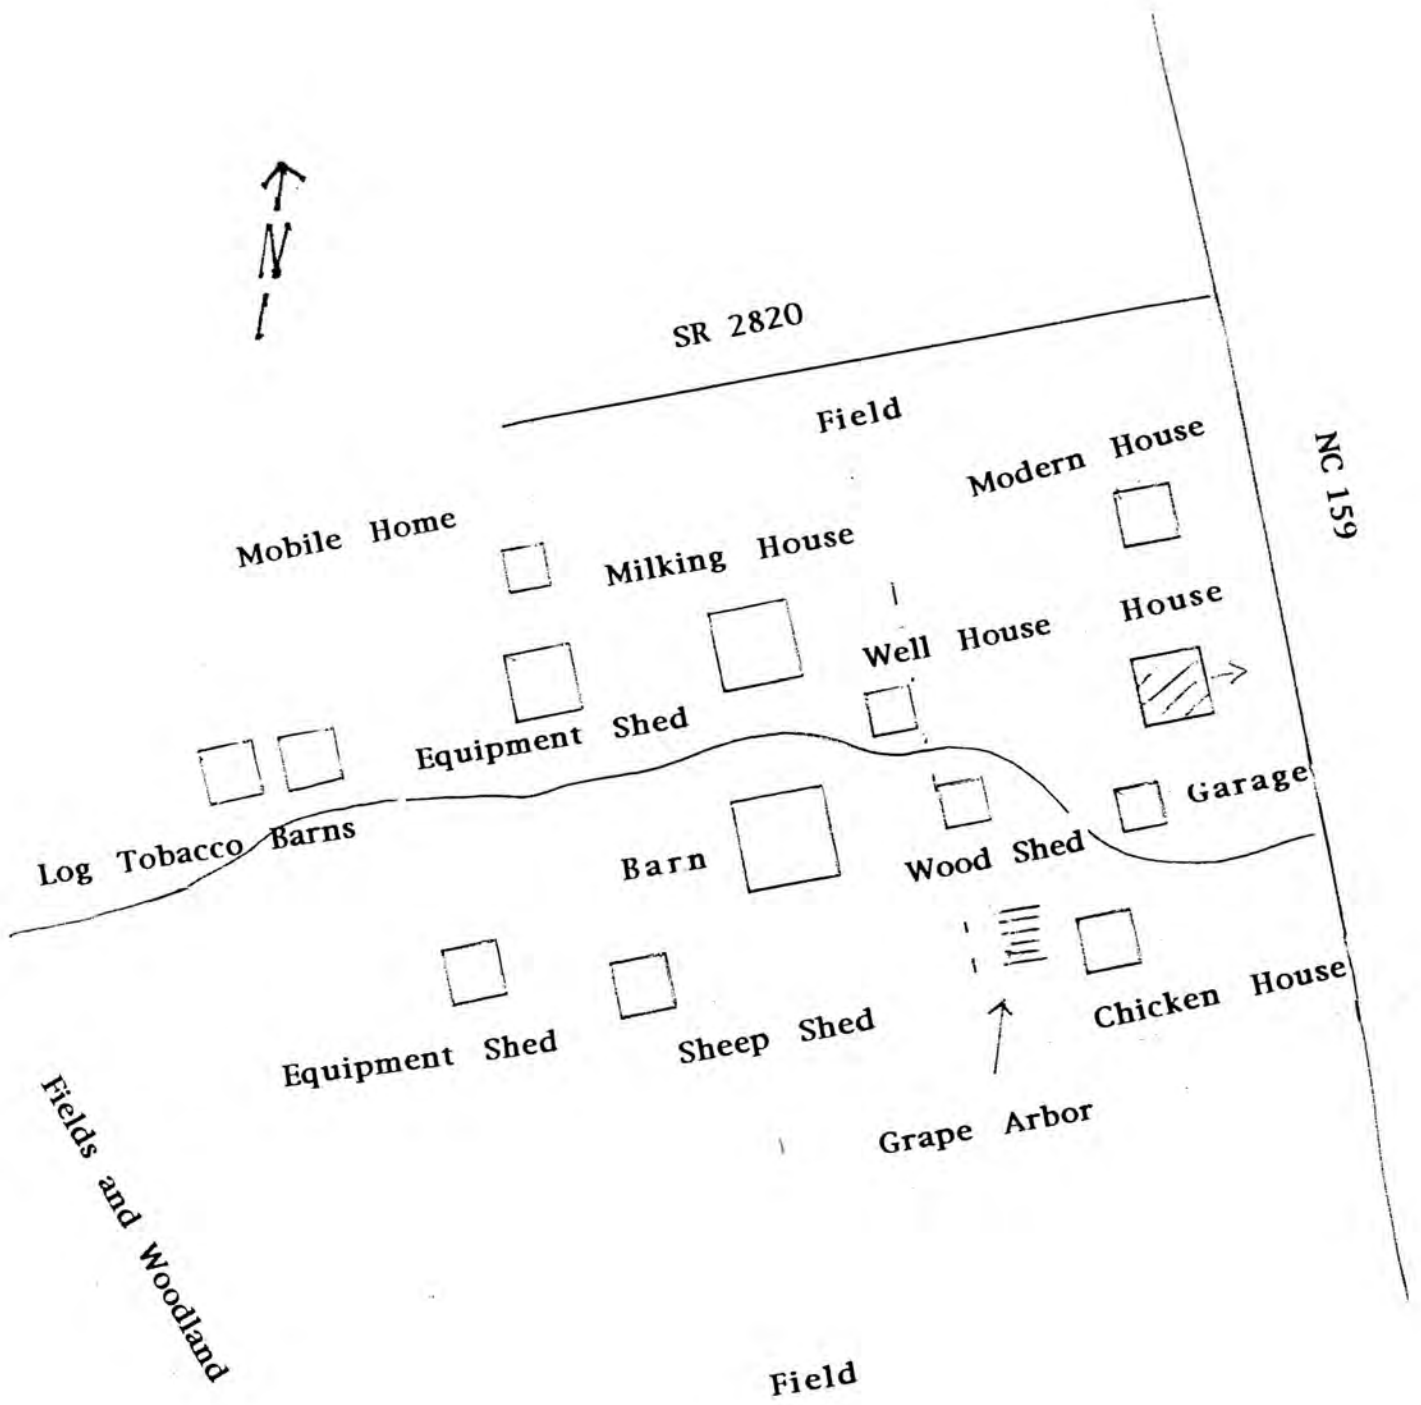 N
SR 2820
Field
Modern House
NC 159
Mobile Home
Milking House
House
Well House
Equipment Shed
Garage
Log Tobacco Barns
Barn
Wood Shed
Chicken House
Equipment Shed
Sheep Shed
Grape Arbor
Fields and Woodland
Field